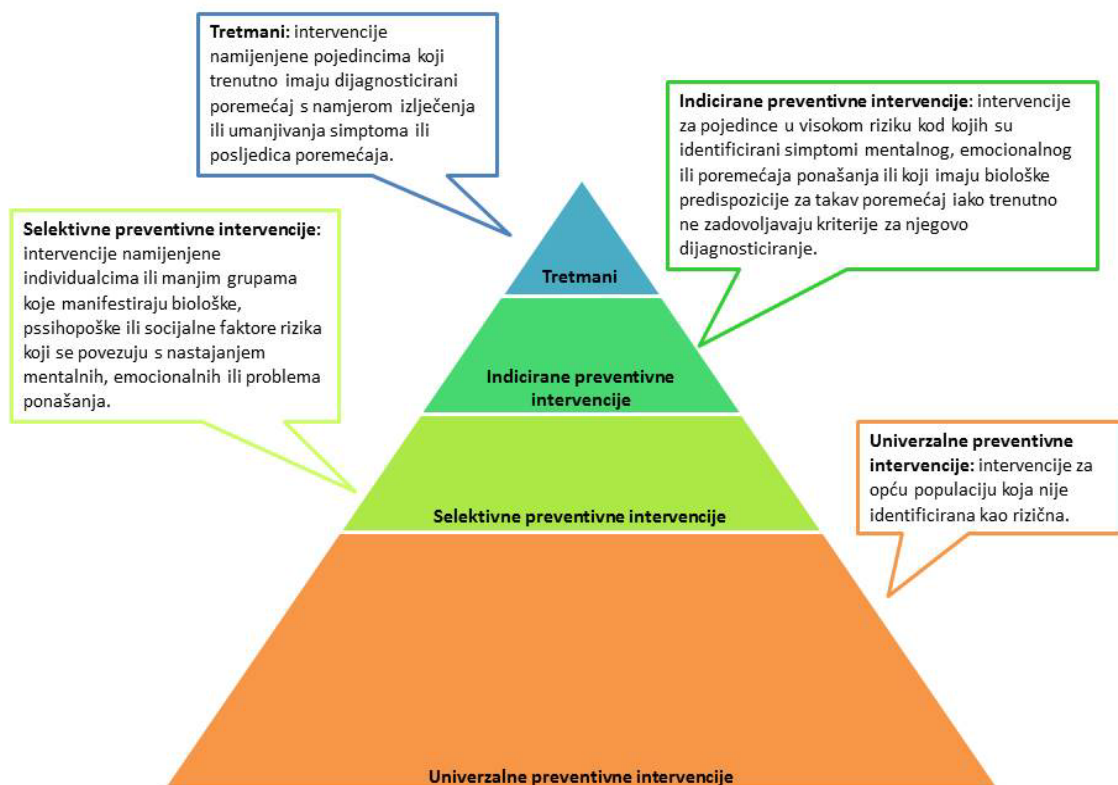 Tretmani: intervencije
namijenjene pojedincima koji
trenutno imaju dijagnosticirani
poremećaj s namjerom izlječenja
ili umanjivanja simptoma ili
posljedica poremećaja.
Indicirane preventivne intervencije: intervencije
za pojedince u visokom riziku kod kojih su
identificirani simptomi mentalnog, emocionalnog
ili poremećaja ponašanja ili koji imaju biološke
predispozicije za takav poremećaj iako trenutno
ne zadovoljavaju kriterije za njegovo
dijagnosticiranje.
Selektivne preventivne intervencije:
intervencije namijenjene
individualcima ili manjim grupama
koje manifestiraju biološke,
pssihopoške ili socijalne faktore rizika
koji se povezuju s nastajanjem
mentalnih, emocionalnih ili problema
ponašanja.
Tretmani
Indicirane preventivne
intervencije
Univerzalne preventivne
intervencije: intervencije za
opću populaciju koja nije
identificirana kao rizična.
Selektivne preventivne intervencije
Univerzalne preventivne intervencije